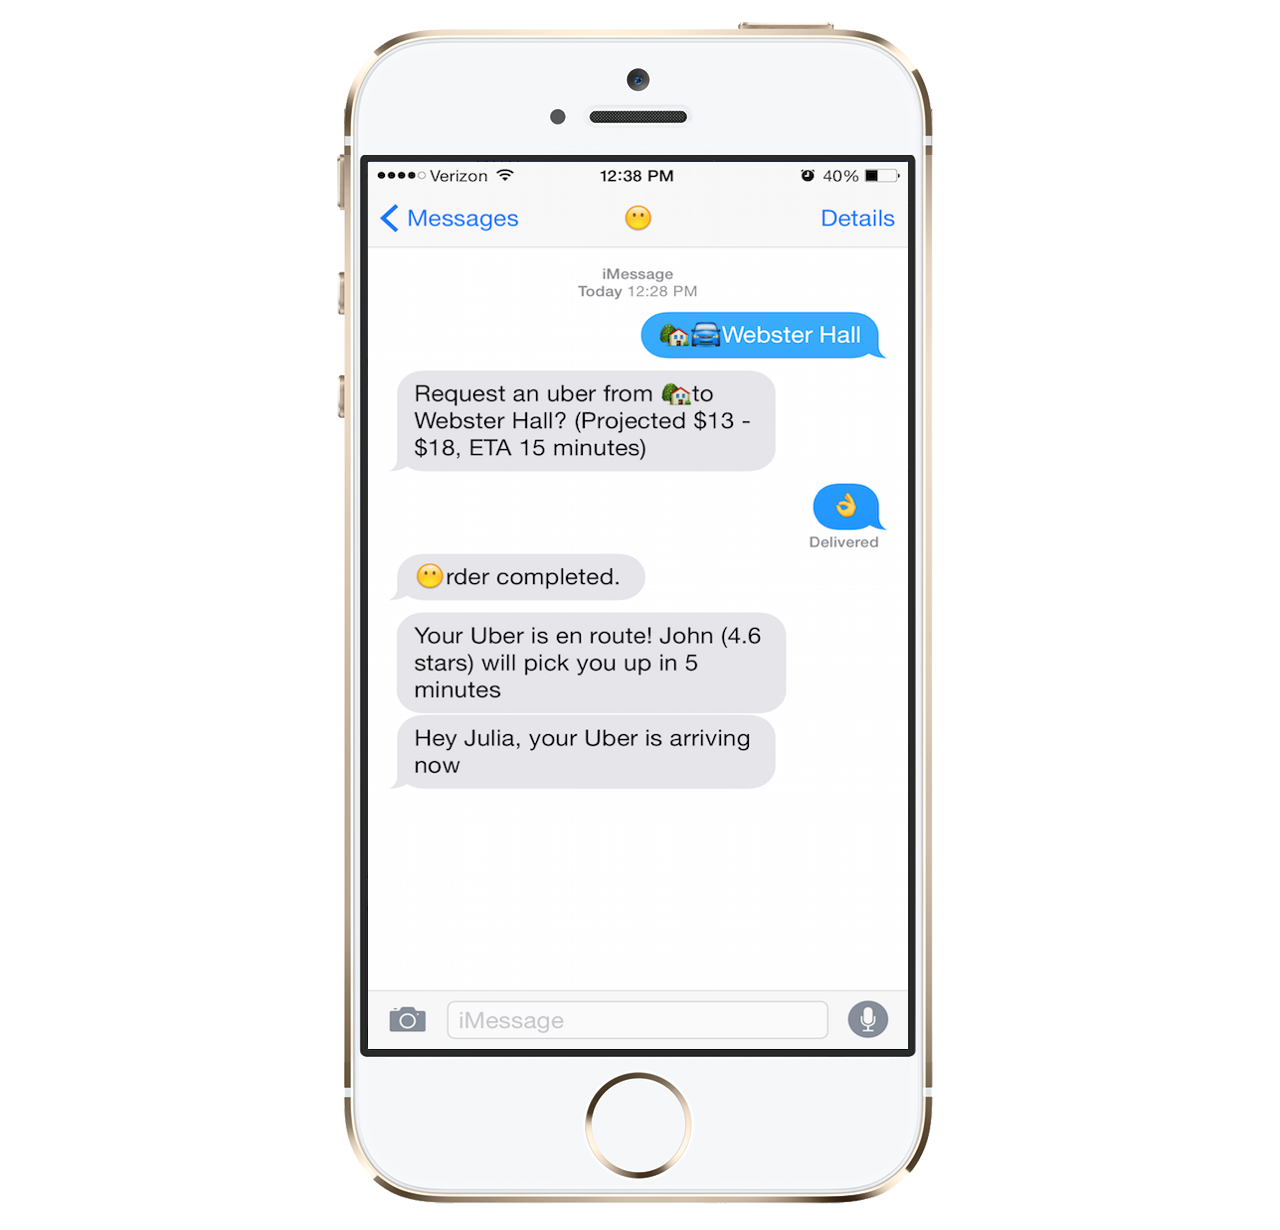 Verizon 12:38 PM 40%
Messages 😶 Details
iMessage
Today 12:28 PM
🏡🚘Webster Hall
Request an uber from 🏡to
Webster Hall? (Projected $13 -
$18, ETA 15 minutes)
👌
Delivered
😶rder completed.
Your Uber is en route! John (4.6
stars) will pick you up in 5
minutes
Hey Julia, your Uber is arriving
now
iMessage